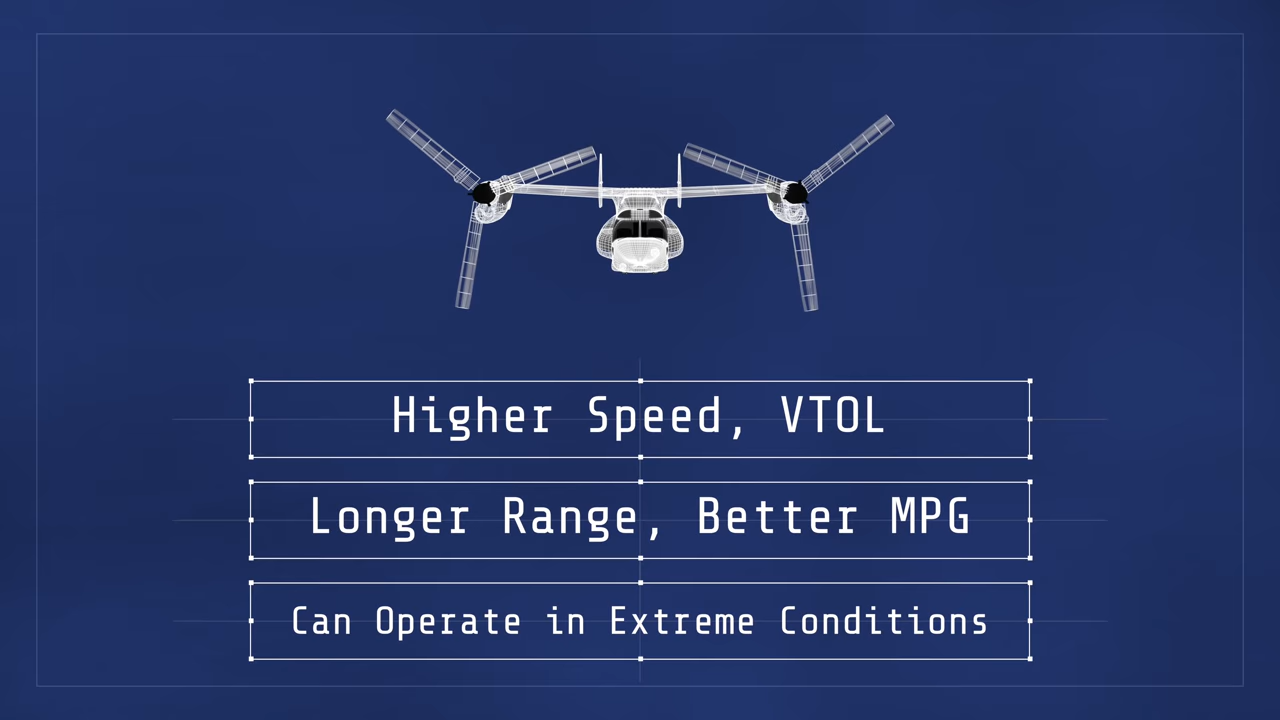 Higher Speed, VTOL
Longer Range, Better MPG
Can Operate in Extreme Conditions